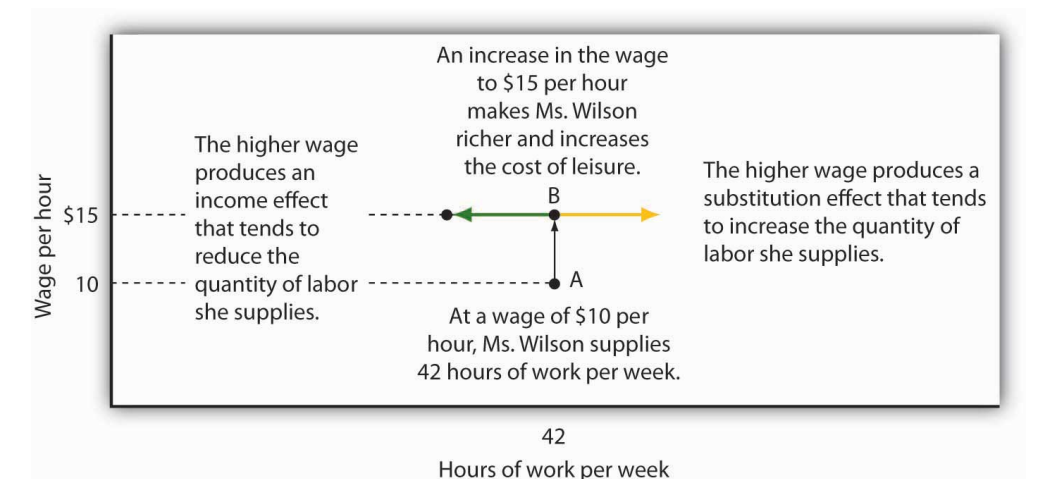 An increase in the wage
to $15 per hour
makes Ms. Wilson
richer and increases
the cost of leisure.
The higher wage
produces an
income effect
that tends to
reduce the
quantity of labor
she supplies.
The higher wage produces a
substitution effect that tends
to increase the quantity of
labor she supplies.
Wage per hour
$15
B
10
A
At a wage of $10 per
hour, Ms. Wilson supplies
42 hours of work per week.
42
Hours of work per week